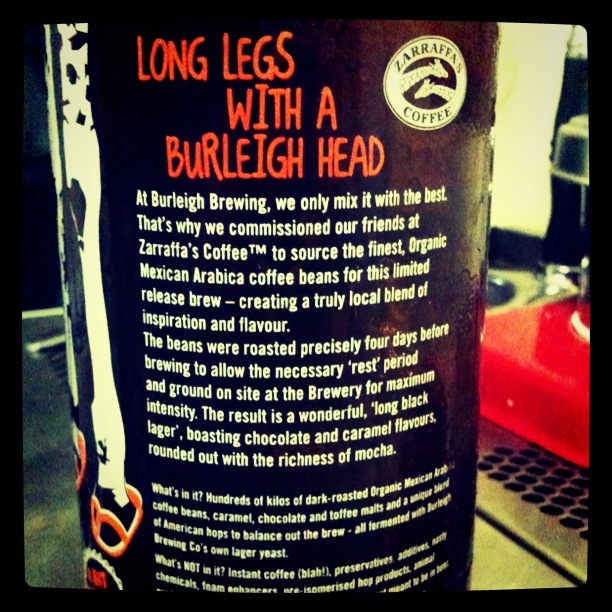 LONG LEGS
WITH A
BURLEIGH HEAD
ZARRAFFA'S
COFFEE
At Burleigh Brewing, we only mix it with the best.
That's why we commissioned our friends at
Zarraffa's Coffee™ to source the finest, Organic
Mexican Arabica coffee beans for this limited
release brew – creating a truly local blend of
inspiration and flavour.
The beans were roasted precisely four days before
brewing to allow the necessary 'rest' period
and ground on site at the Brewery for maximum
intensity. The result is a wonderful, 'long black
lager', boasting chocolate and caramel flavours,
rounded out with the richness of mocha.
What's in it? Hundreds of kilos of dark-roasted Organic Mexican
coffee beans, caramel, chocolate and toffee malts and a unique blend
of American hops to balance out the brew - all fermented with Burleigh
Brewing Co's own lager yeast.
What's NOT in it? Instant coffee (blah!), preservatives, additives, nasty
chemicals, foam enhancers, pre-isomerised hop products, animal
meant to be in beer.